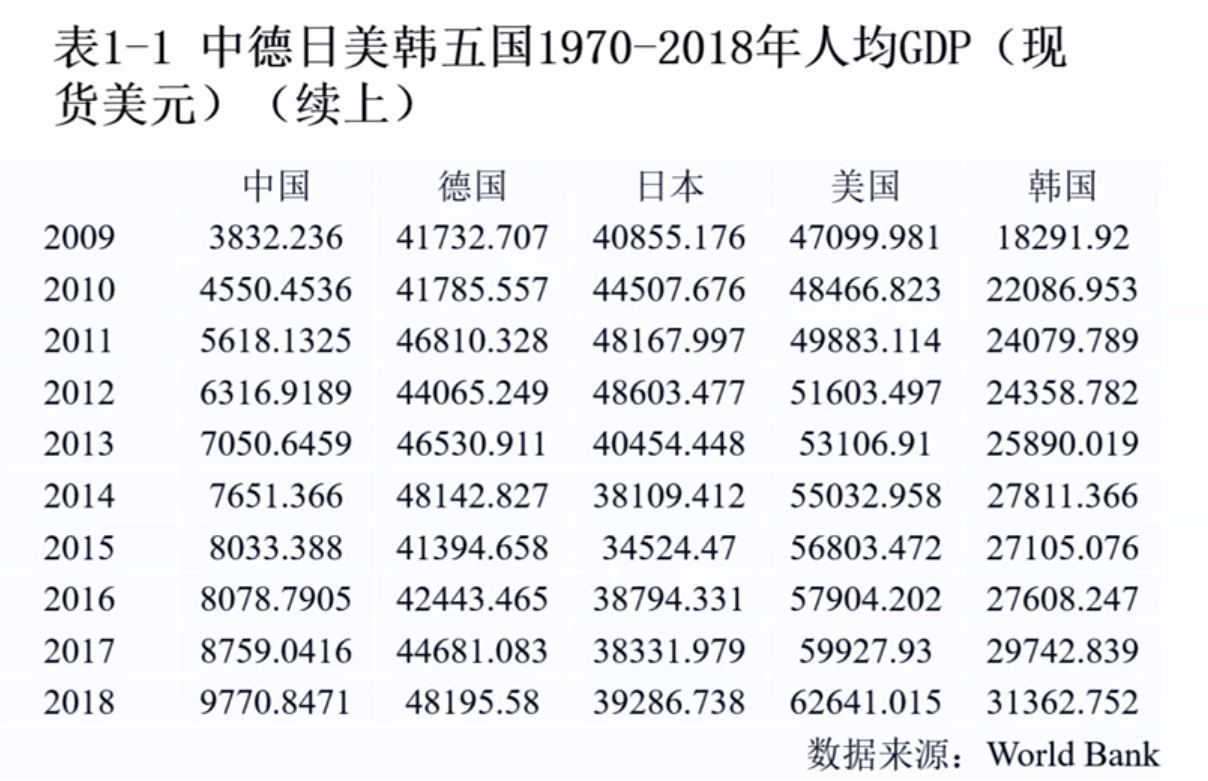 表1-1 中德日美韩五国1970-2018年人均GDP（现
货美元）（续上）
中国 德国 日本 美国 韩国
2009 3832.236 41732.707 40855.176 47099.981 18291.92
2010 4550.4536 41785.557 44507.676 48466.823 22086.953
2011 5618.1325 46810.328 48167.997 49883.114 24079.789
2012 6316.9189 44065.249 48603.477 51603.497 24358.782
2013 7050.6459 46530.911 40454.448 53106.91 25890.019
2014 7651.366 48142.827 38109.412 55032.958 27811.366
2015 8033.388 41394.658 34524.47 56803.472 27105.076
2016 8078.7905 42443.465 38794.331 57904.202 27608.247
2017 8759.0416 44681.083 38331.979 59927.93 29742.839
2018 9770.8471 48195.58 39286.738 62641.015 31362.752
数据来源：World Bank